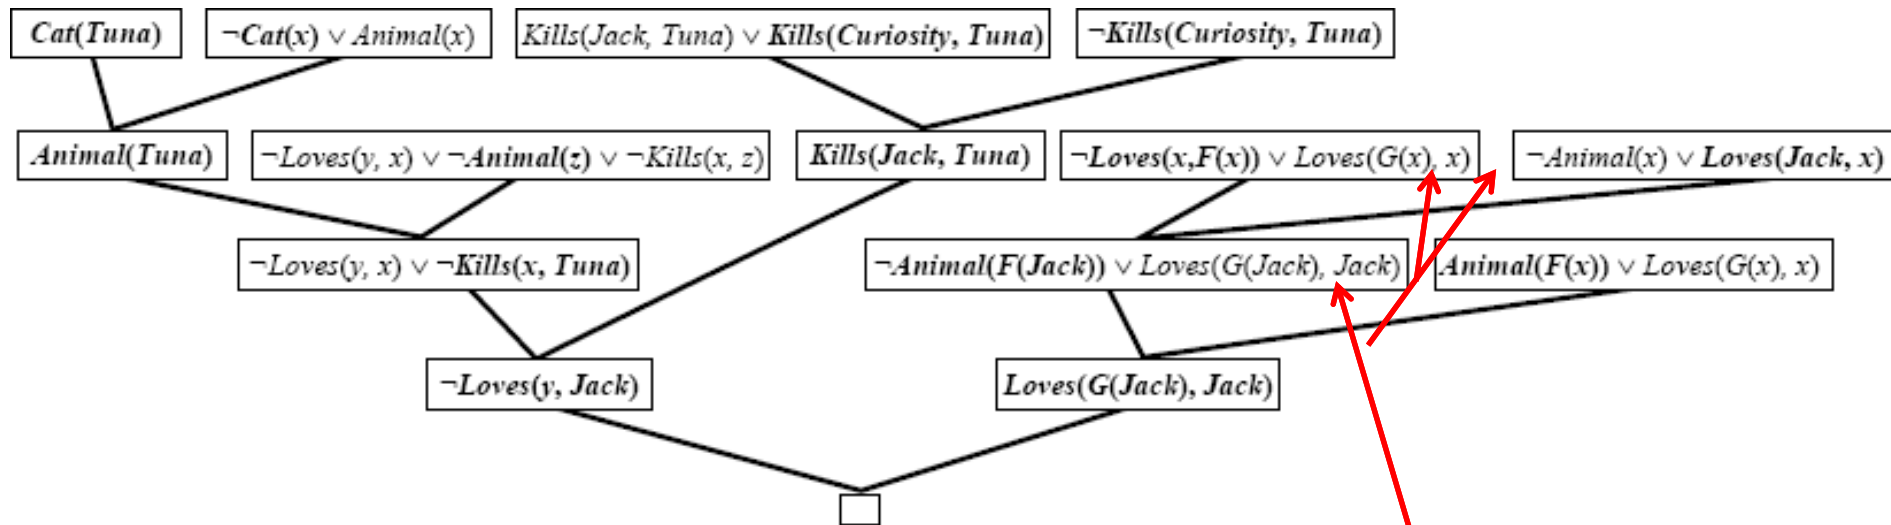 Cat(Tuna)
¬Cat(x) ∨ Animal(x)
Kills(Jack, Tuna) ∨ Kills(Curiosity, Tuna)
¬Kills(Curiosity, Tuna)
Animal(Tuna)
¬Loves(y, x) ∨ ¬Animal(z) ∨ ¬Kills(x, z)
Kills(Jack, Tuna)
¬Loves(x,F(x)) ∨ Loves(G(x), x)
¬Animal(x) ∨ Loves(Jack, x)
¬Loves(y, x) ∨ ¬Kills(x, Tuna)
¬Animal(F(Jack)) ∨ Loves(G(Jack), Jack)
Animal(F(x)) ∨ Loves(G(x), x)
¬Loves(y, Jack)
Loves(G(Jack), Jack)